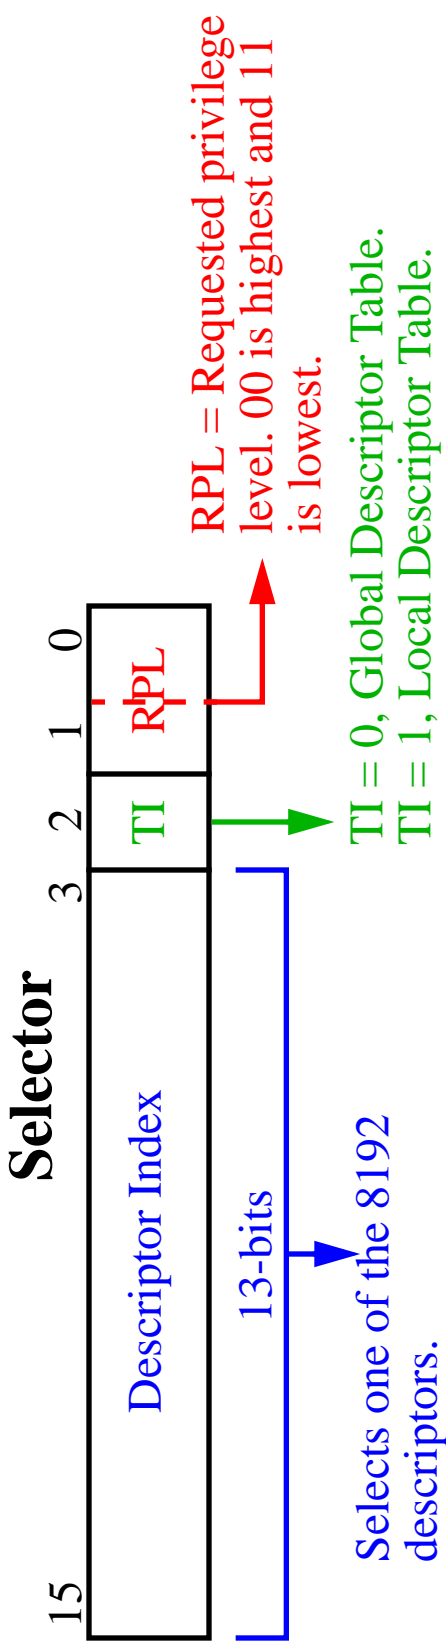 Selector
15 3 2 1 0
Descriptor Index TI RPL
13-bits
Selects one of the 8192
descriptors.
RPL = Requested privilege
level. 00 is highest and 11
is lowest.
TI = 0, Global Descriptor Table.
TI = 1, Local Descriptor Table.